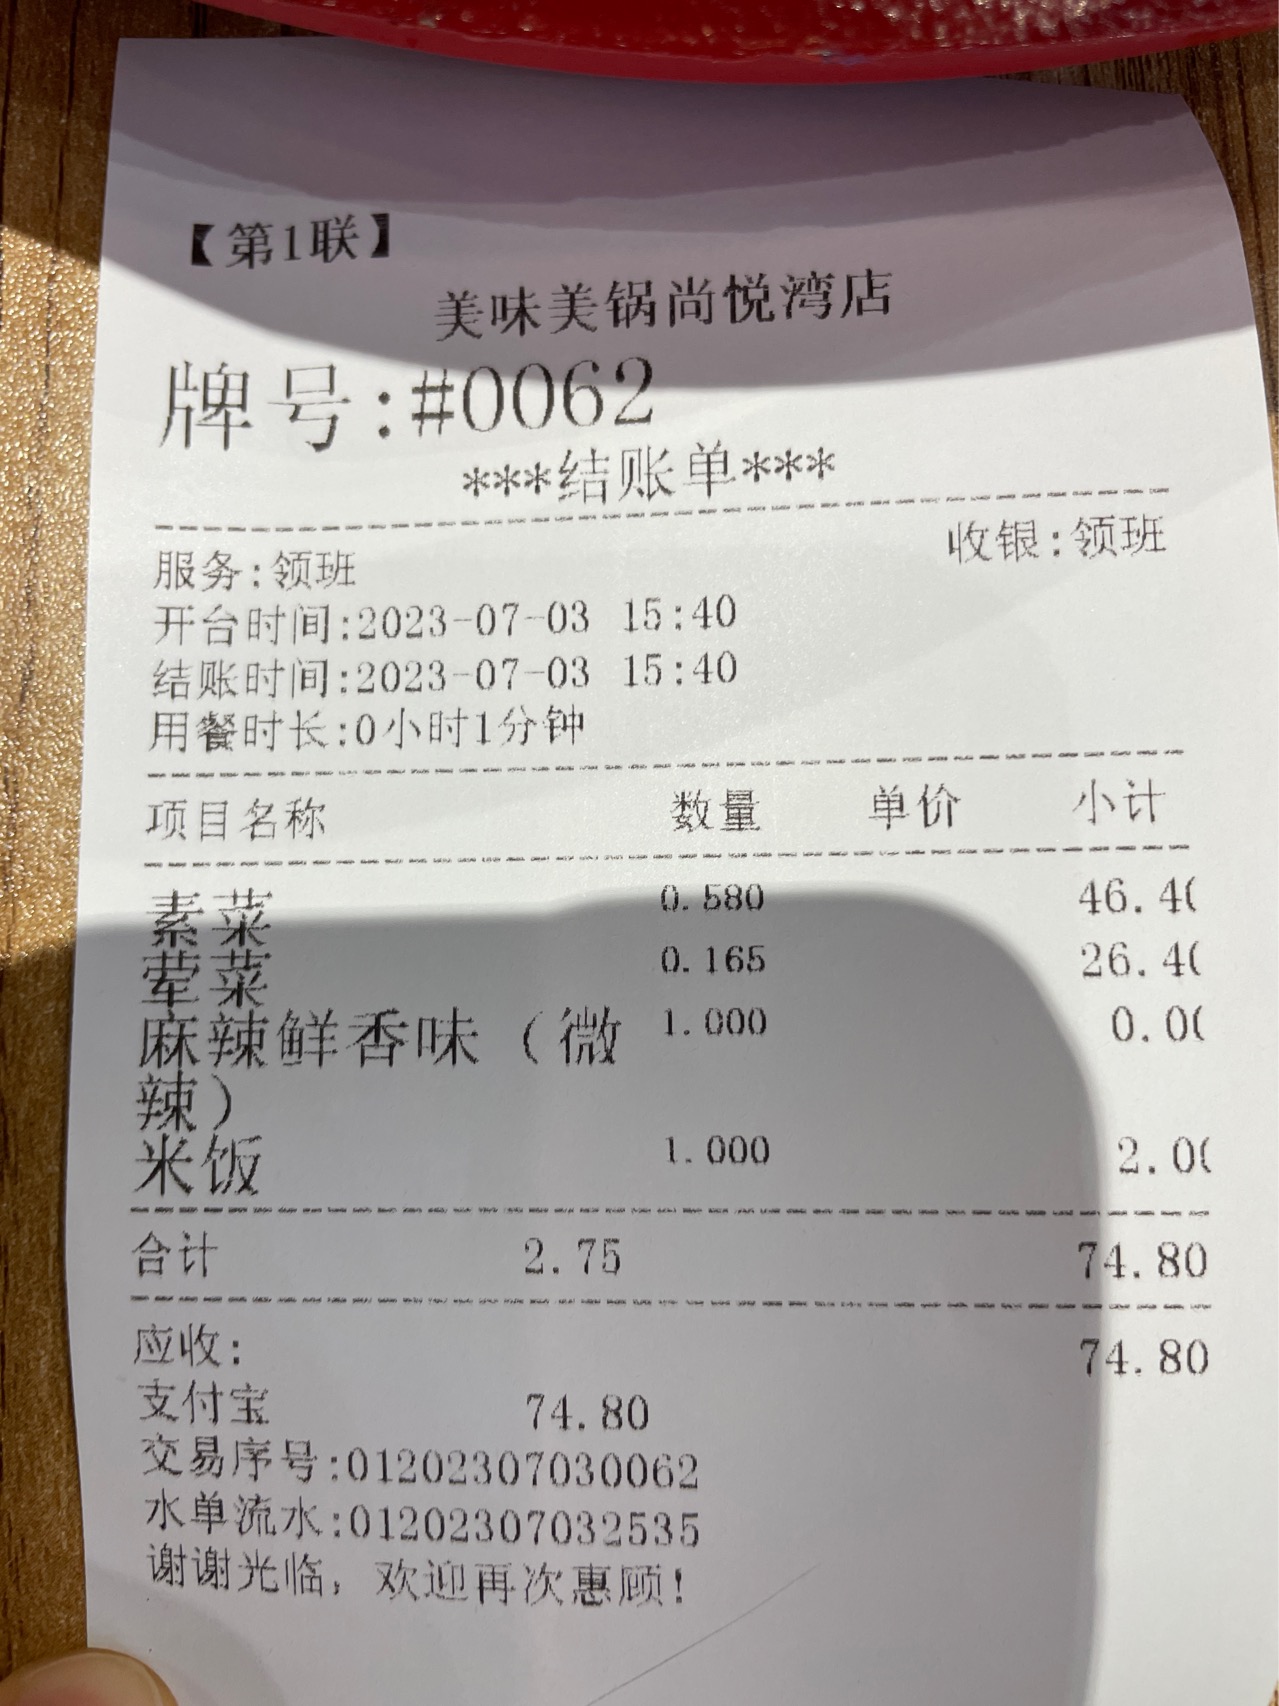 【第1联】
美味美锅尚悦湾店
牌号:#0062
***结账单***
收银:领班
服务:领班
开台时间:2023-07-03 15:40
结账时间:2023-07-03 15:40
用餐时长:0小时1分钟
项目名称 数量 单价 小计
素菜 0.580 46.40
荤菜 0.165 26.40
麻辣鲜香味（微 1.000 0.00
辣）
米饭 1.000 2.00
合计 2.75 74.80
应收: 74.80
支付宝 74.80
交易序号:01202307030062
水单流水:01202307032535
谢谢光临，欢迎再次惠顾!